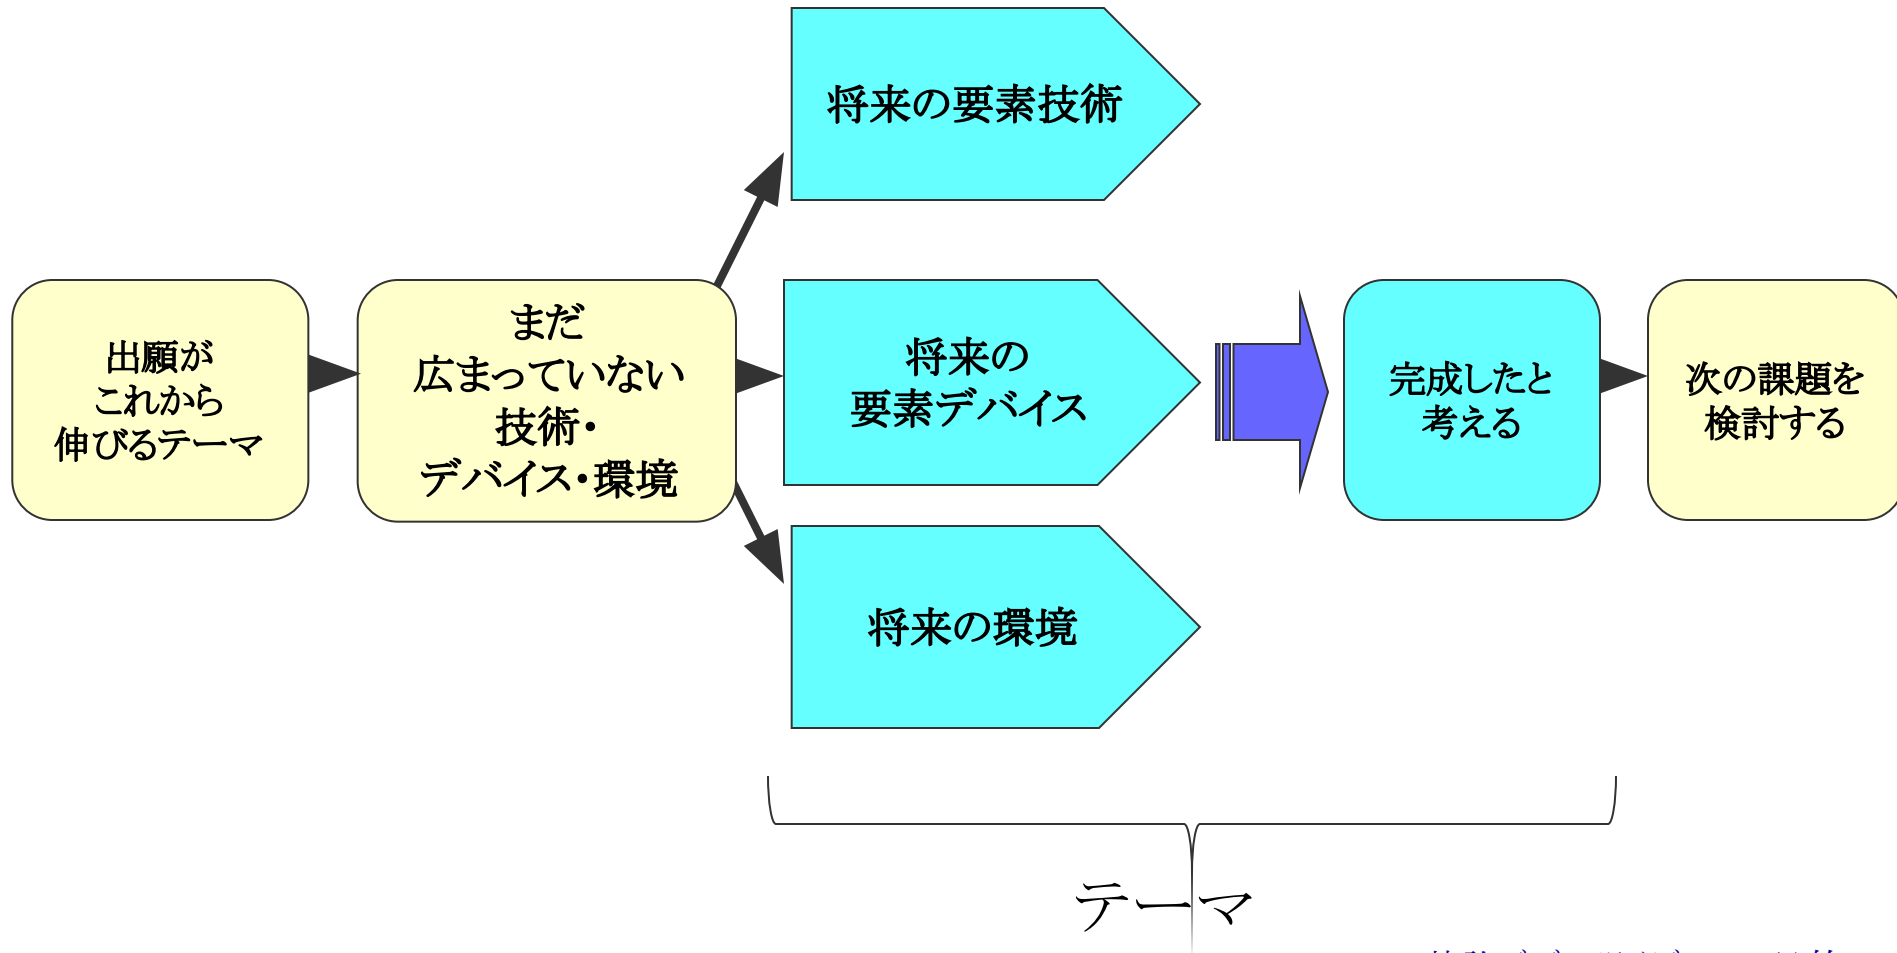 将来の要素技術
出願が
これから
伸びるテーマ
まだ
広まっていない
技術・
デバイス・環境
将来の
要素デバイス
完成したと
考える
次の課題を
検討する
将来の環境
テーマ